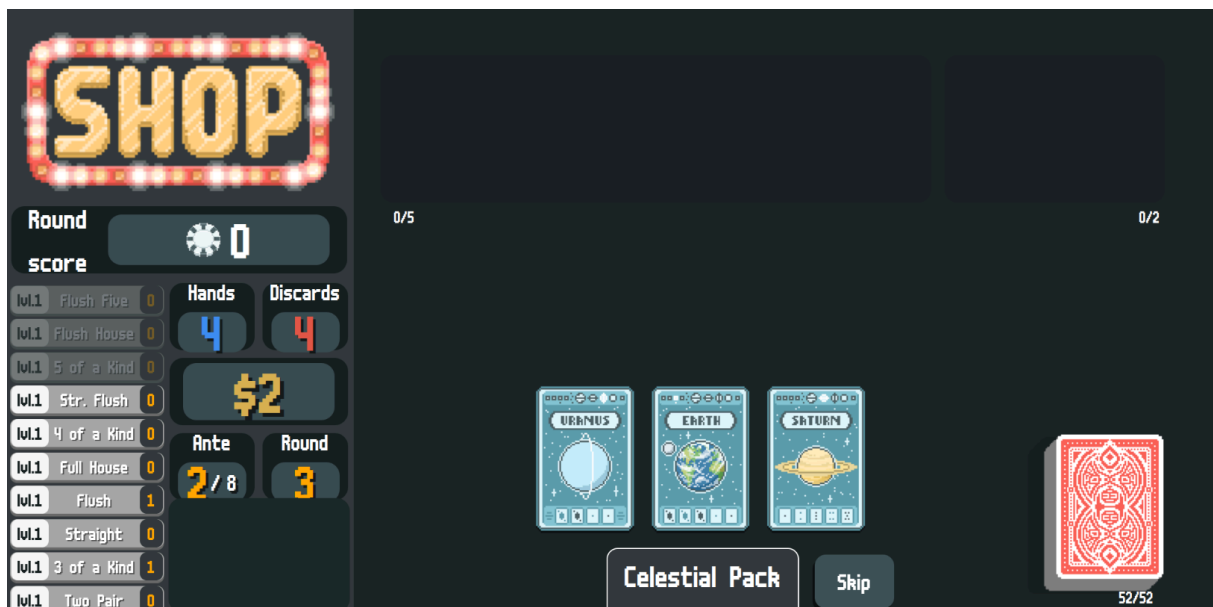 SHOP
Round
score
0
Hands
Discards
4
4
$2
Ante
Round
2/8
3
lvl.1 Flush Five 0
lvl.1 Flush House 0
lvl.1 5 of a Kind 0
lvl.1 Str. Flush 0
lvl.1 4 of a Kind 0
lvl.1 Full House 0
lvl.1 Flush 1
lvl.1 Straight 0
lvl.1 3 of a Kind 1
lvl.1 Two Pair 0
0/5
0/2
URANUS
EARTH
SATURN
Celestial Pack
Skip
52/52